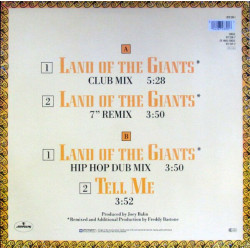 A
1 LAND OF THE GIANTS*
CLUB MIX 5:28
2 LAND OF THE GIANTS*
7" REMIX 3:50
B
1 LAND OF THE GIANTS*
HIP HOP DUB MIX 3:50
2 TELL ME
3:52
Produced by Joey Balin
*Remixed and Additional Production by Freddy Bastone